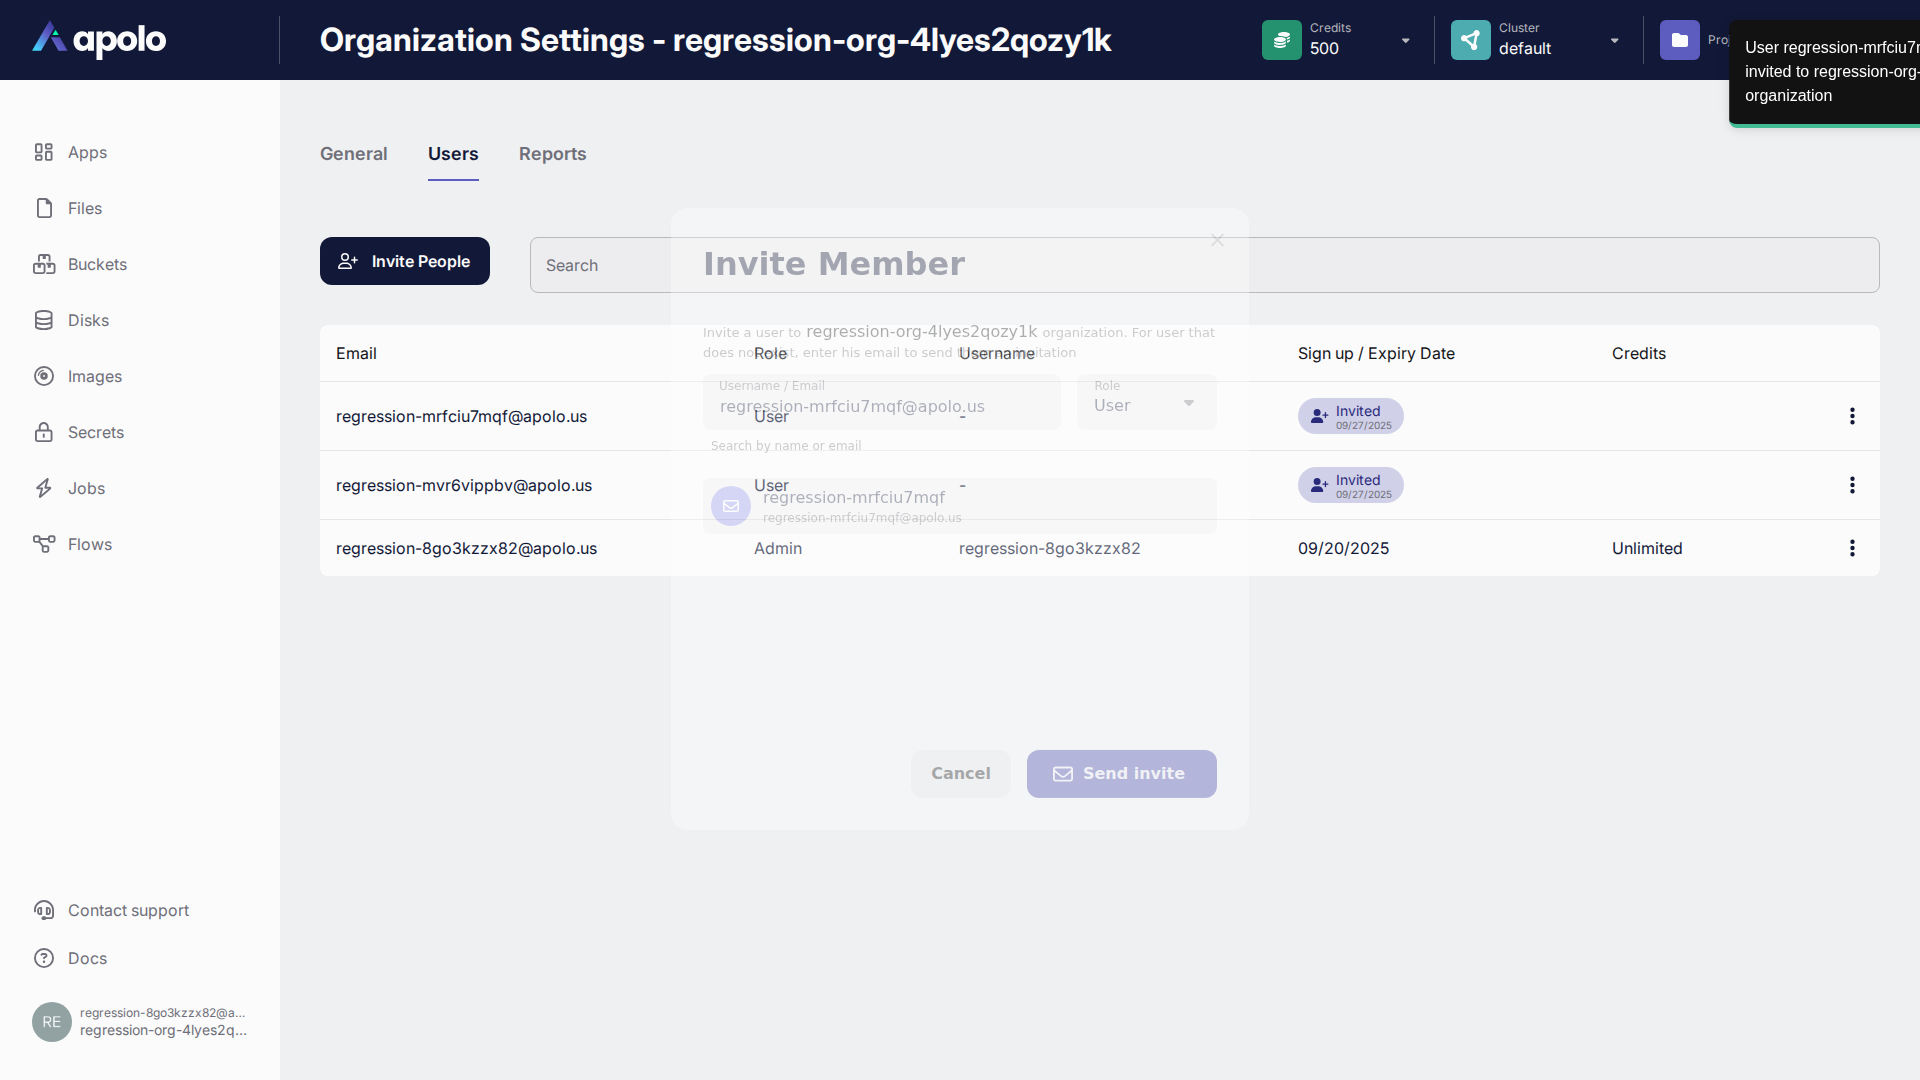 apolo
Organization Settings - regression-org-4lyes2qozy1k
Credits
500
Cluster
default
User regression-mrfciu7
invited to regression-org-
organization
Apps
Files
Buckets
Disks
Images
Secrets
Jobs
Flows
General
Users
Reports
Invite People
Search
Email
Role
Username
Sign up / Expiry Date
Credits
regression-mrfciu7mqf@apolo.us
User
-
Invited
09/27/2025
regression-mvr6vippbv@apolo.us
User
-
Invited
09/27/2025
regression-8go3kzzx82@apolo.us
Admin
regression-8go3kzzx82
09/20/2025
Unlimited
Invite Member
Invite a user to regression-org-4lyes2qozy1k organization. For user that
does not exist, enter his email to send them an invitation
Username / Email
regression-mrfciu7mqf@apolo.us
Role
User
Search by name or email
regression-mrfciu7mqf
regression-mrfciu7mqf@apolo.us
Cancel
Send invite
Contact support
Docs
RE
regression-8go3kzzx82@a...
regression-org-4lyes2q...